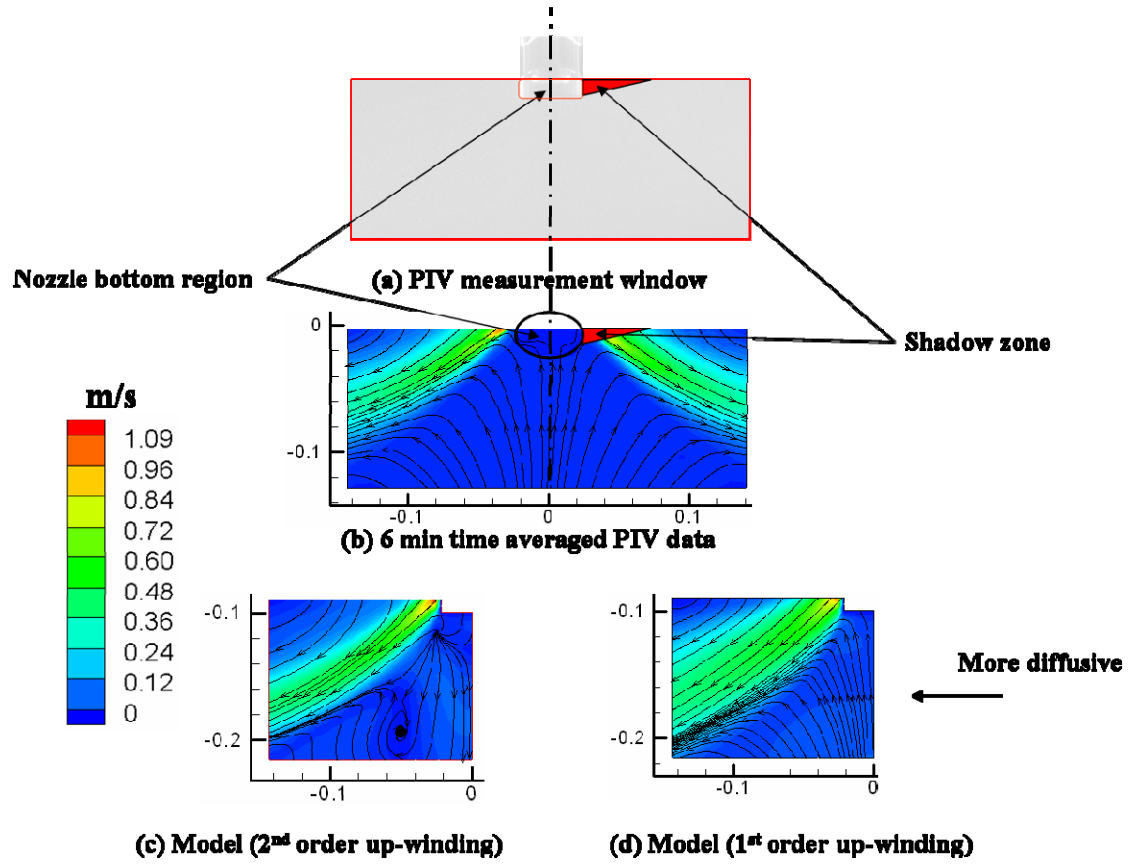 Nozzle bottom region
(a) PIV measurement window
Shadow zone
0
-0.1
-0.1
0
0.1
(b) 6 min time averaged PIV data
m/s
1.09
0.96
0.84
0.72
0.60
0.48
0.36
0.24
0.12
0
-0.1
-0.2
-0.1
0
(c) Model (2nd order up-winding)
-0.1
-0.2
-0.1
0
More diffusive
(d) Model (1st order up-winding)